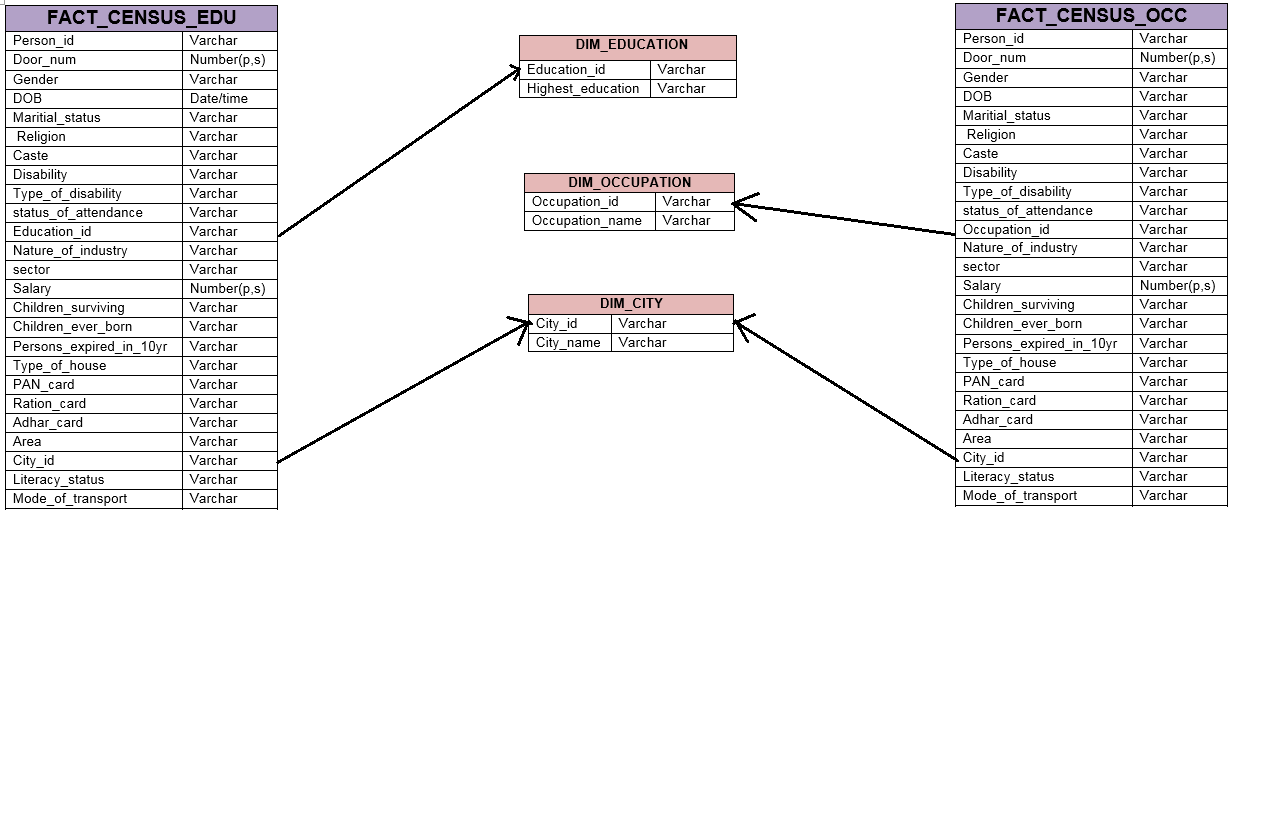 FACT_CENSUS_EDU
Person_id Varchar
Door_num Number(p,s)
Gender Varchar
DOB Date/time
Maritial_status Varchar
Religion Varchar
Caste Varchar
Disability Varchar
Type_of_disability Varchar
status_of_attendance Varchar
Education_id Varchar
Nature_of_industry Varchar
sector Varchar
Salary Number(p,s)
Children_surviving Varchar
Children_ever_born Varchar
Persons_expired_in_10yr Varchar
Type_of_house Varchar
PAN_card Varchar
Ration_card Varchar
Adhar_card Varchar
Area Varchar
City_id Varchar
Literacy_status Varchar
Mode_of_transport Varchar
DIM_EDUCATION
Education_id Varchar
Highest_education Varchar
DIM_OCCUPATION
Occupation_id Varchar
Occupation_name Varchar
DIM_CITY
City_id Varchar
City_name Varchar
FACT_CENSUS_OCC
Person_id Varchar
Door_num Number(p,s)
Gender Varchar
DOB Varchar
Maritial_status Varchar
Religion Varchar
Caste Varchar
Disability Varchar
Type_of_disability Varchar
status_of_attendance Varchar
Occupation_id Varchar
Nature_of_industry Varchar
sector Varchar
Salary Number(p,s)
Children_surviving Varchar
Children_ever_born Varchar
Persons_expired_in_10yr Varchar
Type_of_house Varchar
PAN_card Varchar
Ration_card Varchar
Adhar_card Varchar
Area Varchar
City_id Varchar
Literacy_status Varchar
Mode_of_transport Varchar